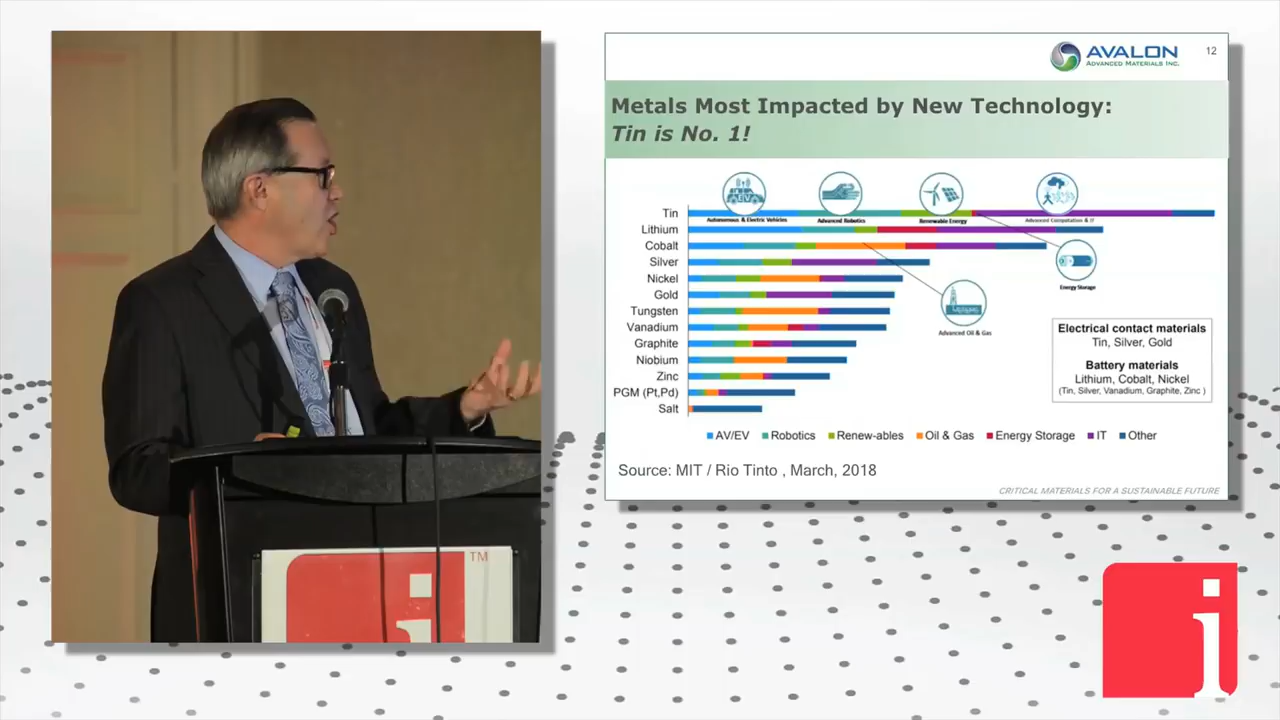 AVALON
ADVANCED MATERIALS INC.
12
Metals Most Impacted by New Technology:
Tin is No. 1!
Tin
Lithium
Cobalt
Silver
Nickel
Gold
Tungsten
Vanadium
Graphite
Niobium
Zinc
PGM (Pt,Pd)
Salt
Autonomous & Electric Vehicles
Advanced Robotics
Renewable Energy
Advanced Computation & IT
Energy Storage
Advanced Oil & Gas
Electrical contact materials
Tin, Silver, Gold
Battery materials
Lithium, Cobalt, Nickel
(Tin, Silver, Vanadium, Graphite, Zinc )
AV/EV Robotics Renew-ables Oil & Gas Energy Storage IT Other
Source: MIT / Rio Tinto , March, 2018
CRITICAL MATERIALS FOR A SUSTAINABLE FUTURE
i
TM
i